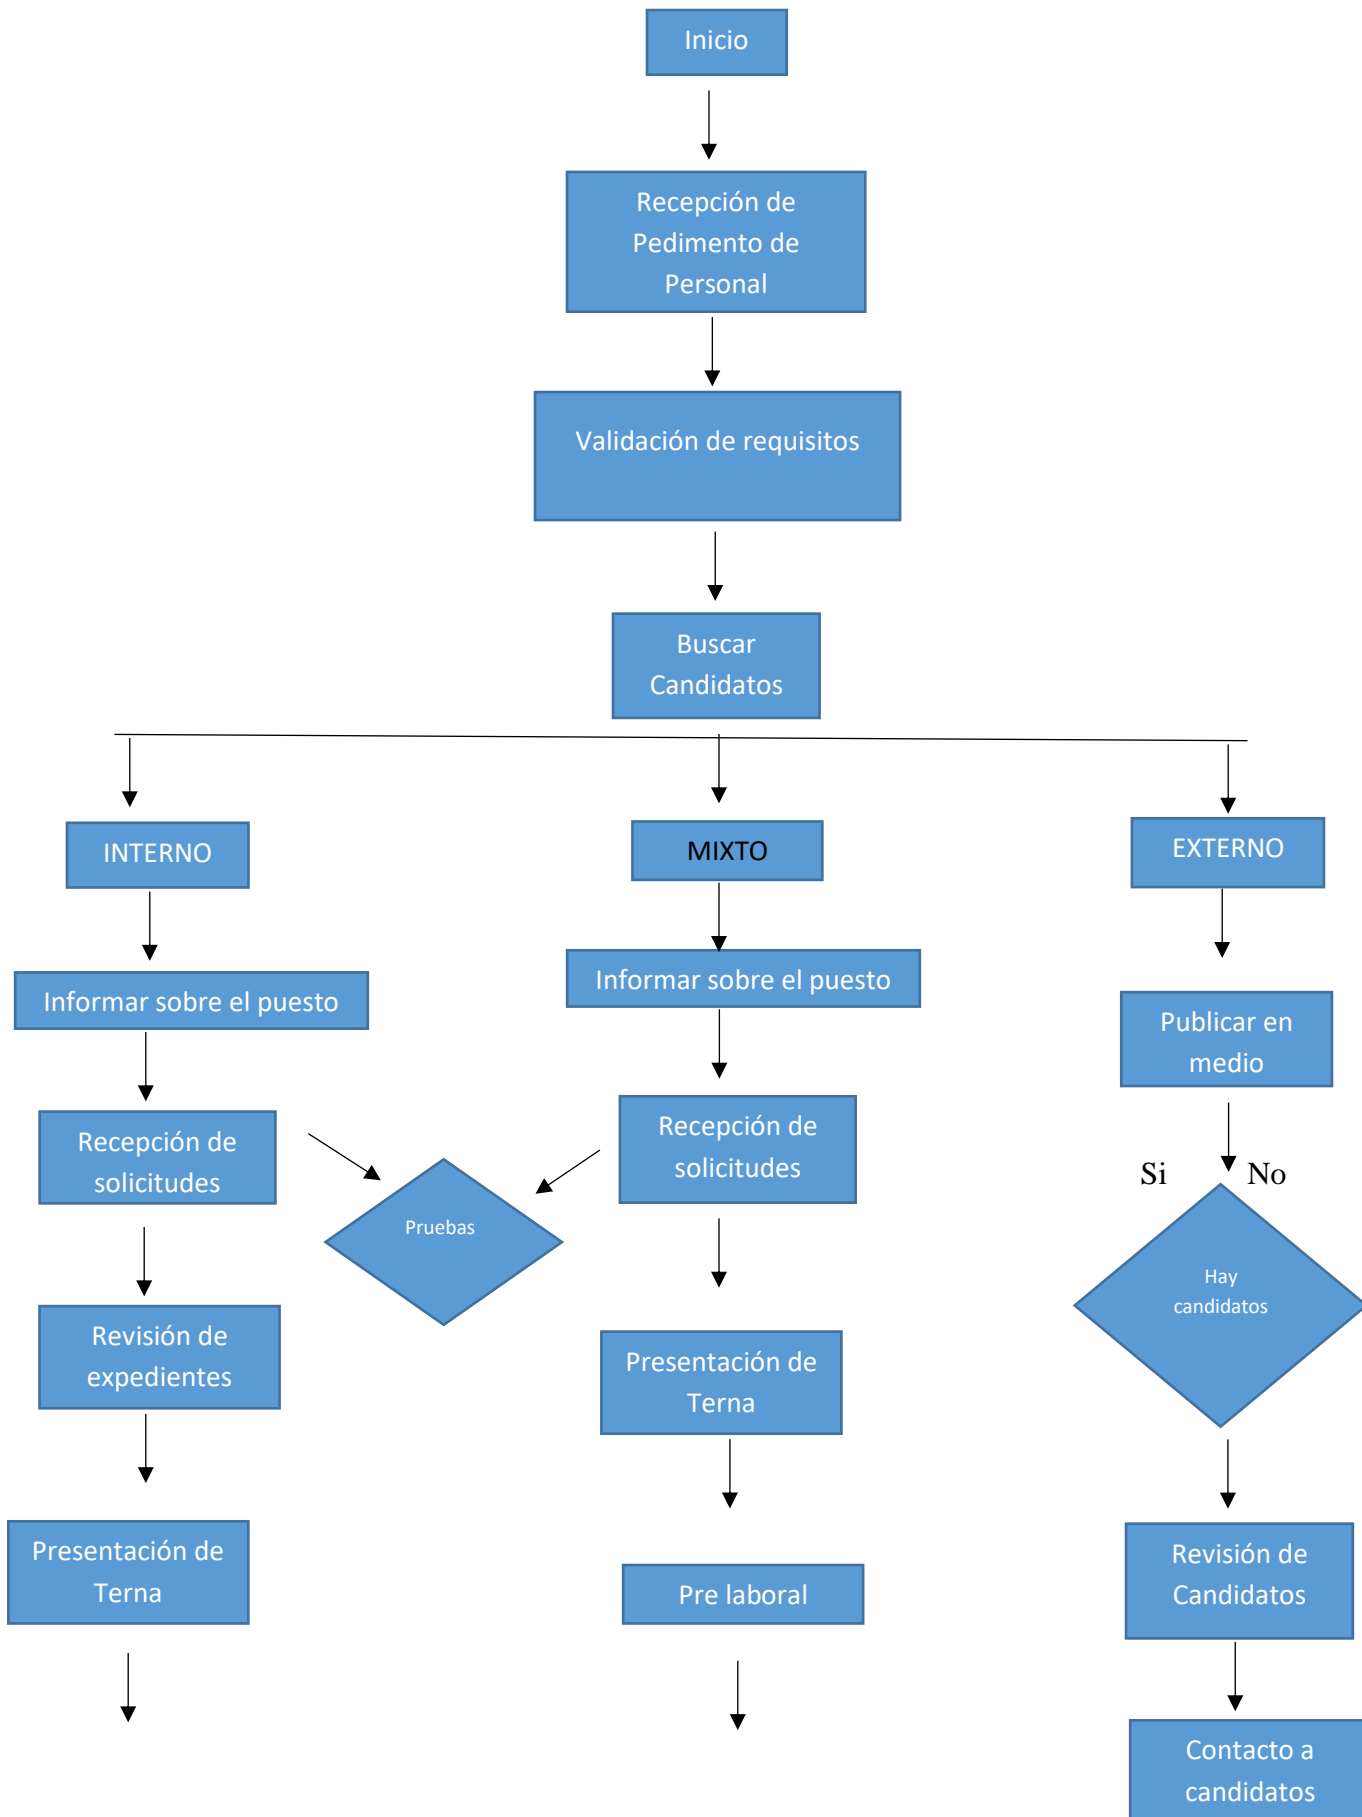 Inicio
Recepción de
Pedimento de
Personal
Validación de requisitos
Buscar
Candidatos
INTERNO
MIXTO
EXTERNO
Informar sobre el puesto
Informar sobre el puesto
Publicar en
medio
Recepción de
solicitudes
Pruebas
Recepción de
solicitudes
Si
No
Hay
candidatos
Revisión de
expedientes
Presentación de
Terna
Presentación de
Terna
Pre laboral
Revisión de
Candidatos
Contacto a
candidatos